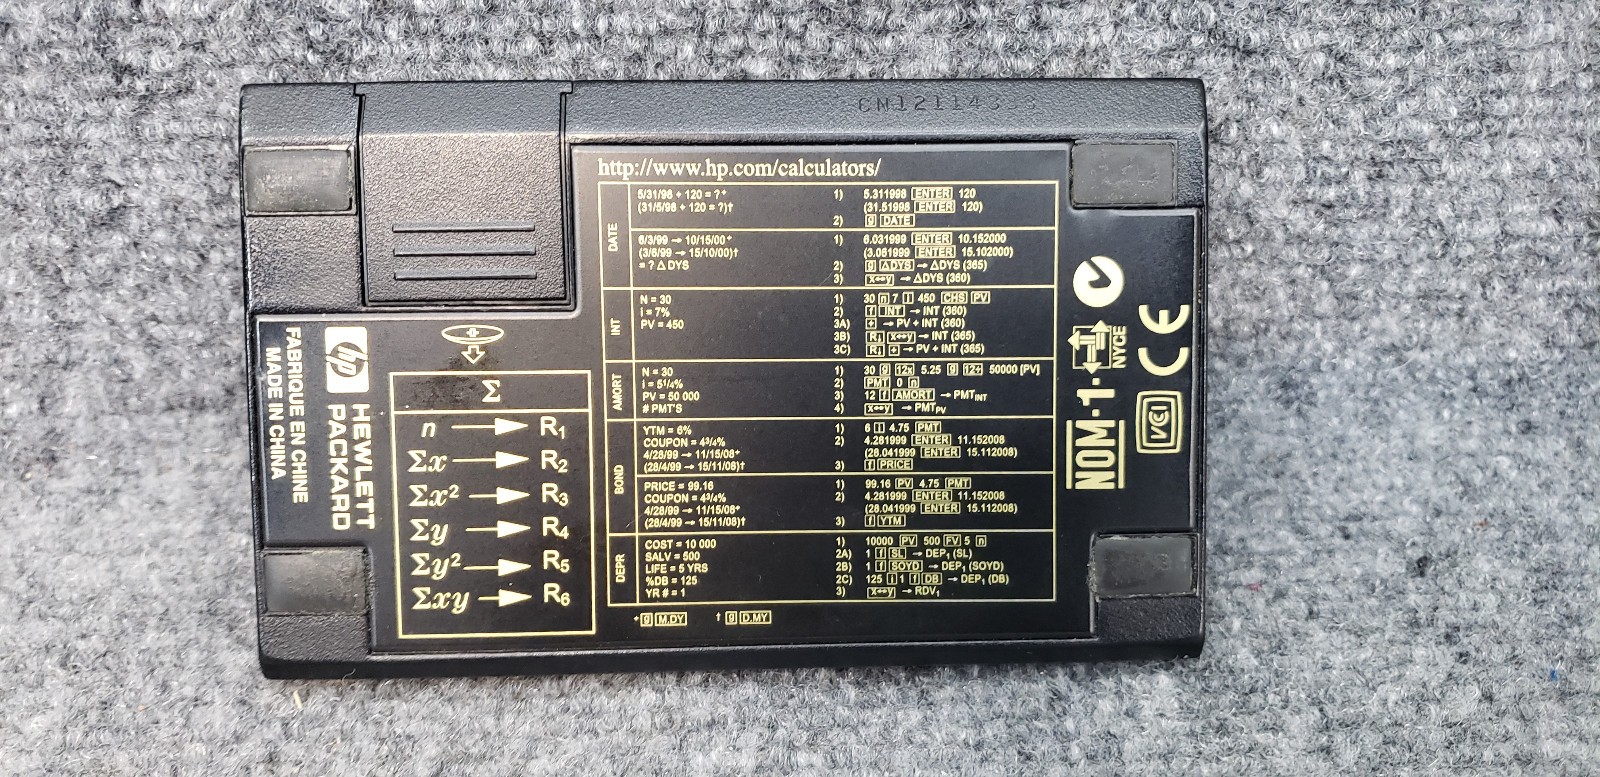 http://www.hp.com/calculators/
DATE
5/31/98 + 120 = ?* 1) 5.311998 ENTER 120
(31/5/98 + 120 = ?)† (31.51998 ENTER 120)
2) g DATE
6/3/99 → 10/15/00* 1) 6.031999 ENTER 10.152000
(3/6/99 → 15/10/00)† (3.061999 ENTER 15.102000)
= ? Δ DYS 2) g ΔDYS → ΔDYS (365)
3) x↔y → ΔDYS (360)
INT
N = 30 1) 30 n 7 i 450 CHS PV
i = 7% 2) f INT → INT (360)
PV = 450 3A) + → PV + INT (360)
3B) R↓ x↔y → INT (365)
3C) R↓ + → PV + INT (365)
AMORT
N = 30 1) 30 g 12x 5.25 g 12÷ 50000 [PV]
i = 5 1/4% 2) PMT 0 n
PV = 50 000 3) 12 f AMORT → PMT INT
# PMT'S 4) x↔y → PMT PV
BOND
YTM = 6% 1) 6 i 4.75 PMT
COUPON = 4 3/4% 2) 4.281999 ENTER 11.152008
4/28/99 → 11/15/08* (28.041999 ENTER 15.112008)
(28/4/99 → 15/11/08)† 3) f PRICE
PRICE = 99.16 1) 99.16 PV 4.75 PMT
COUPON = 4 3/4% 2) 4.281999 ENTER 11.152008
4/28/99 → 11/15/08* (28.041999 ENTER 15.112008)
(28/4/99 → 15/11/08)† 3) f YTM
DEPR
COST = 10 000 1) 10000 PV 500 FV 5 n
SALV = 500 2A) 1 f SL → DEP₁ (SL)
LIFE = 5 YRS 2B) 1 f SOYD → DEP₁ (SOYD)
%DB = 125 2C) 125 i 1 f DB → DEP₁ (DB)
YR # = 1 3) x↔y → RDV₁
* g M.DY † g D.MY
Σ
n → R₁
Σx → R₂
Σx² → R₃
Σy → R₄
Σy² → R₅
Σxy → R₆
hp
HEWLETT
PACKARD
FABRIQUE EN CHINE
MADE IN CHINA
NYCE
NOM-1-
CE
VCI